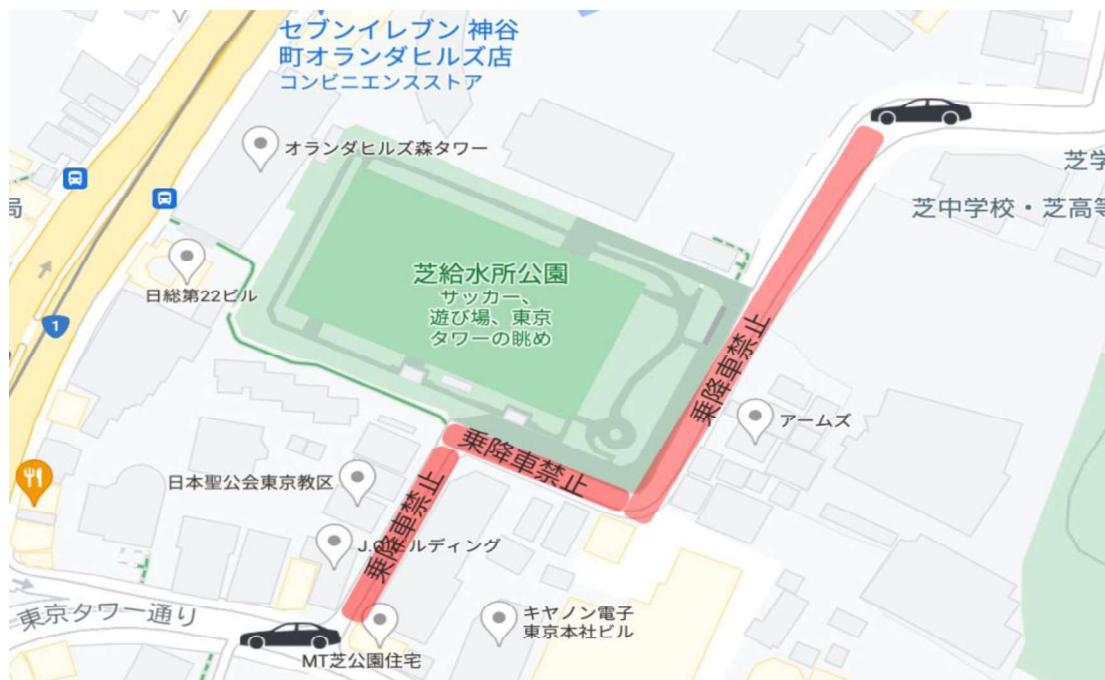 セブンイレブン 神谷
町オランダヒルズ店
コンビニエンスストア
オランダヒルズ森タワー
芝学
局
芝中学校・芝高等
芝給水所公園
サッカー、
遊び場、東京
タワーの眺め
日総第22ビル
1
乗降車禁止
アームズ
乗降車禁止
日本聖公会東京教区
乗降車禁止
東京タワー通り
キヤノン電子
東京本社ビル
MT芝公園住宅